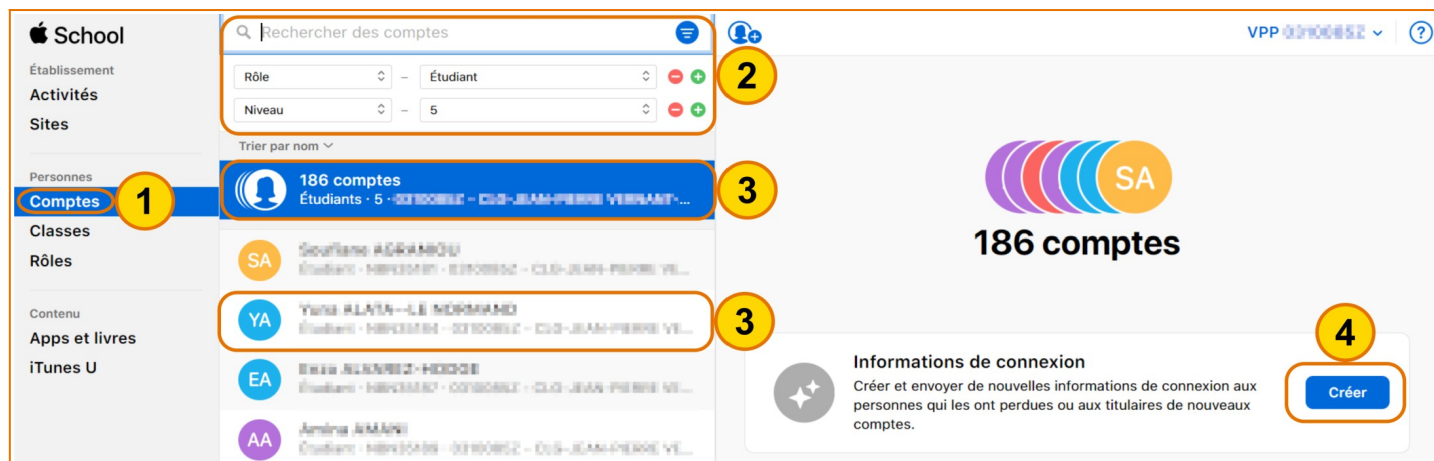 School
Établissement
Activités
Sites
Personnes
Comptes
1
Classes
Rôles
Contenu
Apps et livres
iTunes U
Rechercher des comptes
Rôle – Étudiant
Niveau – 5
2
Trier par nom
186 comptes
Étudiants · 5 ·
3
SA
YA
3
EA
AA
VPP
?
SA
186 comptes
4
Informations de connexion
Créer et envoyer de nouvelles informations de connexion aux
personnes qui les ont perdues ou aux titulaires de nouveaux
comptes.
Créer